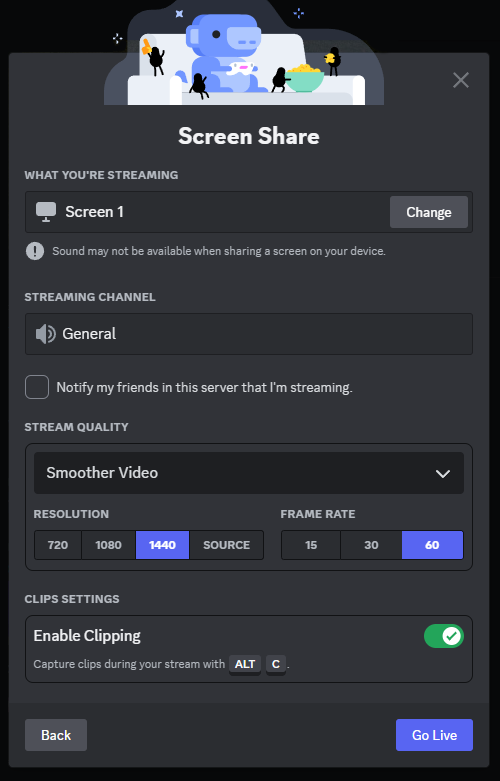 Screen Share
WHAT YOU'RE STREAMING
Screen 1
Change
Sound may not be available when sharing a screen on your device.
STREAMING CHANNEL
General
Notify my friends in this server that I'm streaming.
STREAM QUALITY
Smoother Video
RESOLUTION
FRAME RATE
720 1080 1440 SOURCE
15 30 60
CLIPS SETTINGS
Enable Clipping
Capture clips during your stream with ALT C .
Back
Go Live